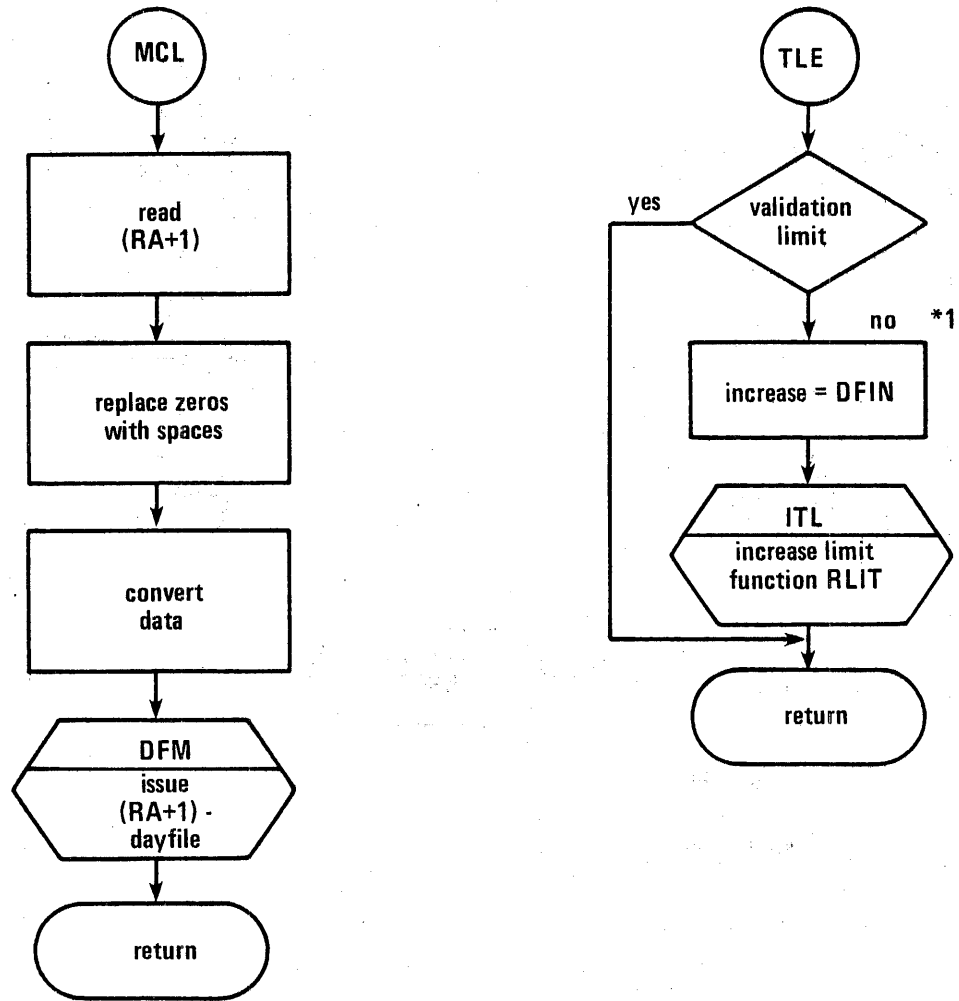 MCL
read
(RA+1)
replace zeros
with spaces
convert
data
DFM
issue
(RA+1) -
dayfile
return
TLE
yes
validation
limit
no *1
increase = DFIN
ITL
increase limit
function RLIT
return